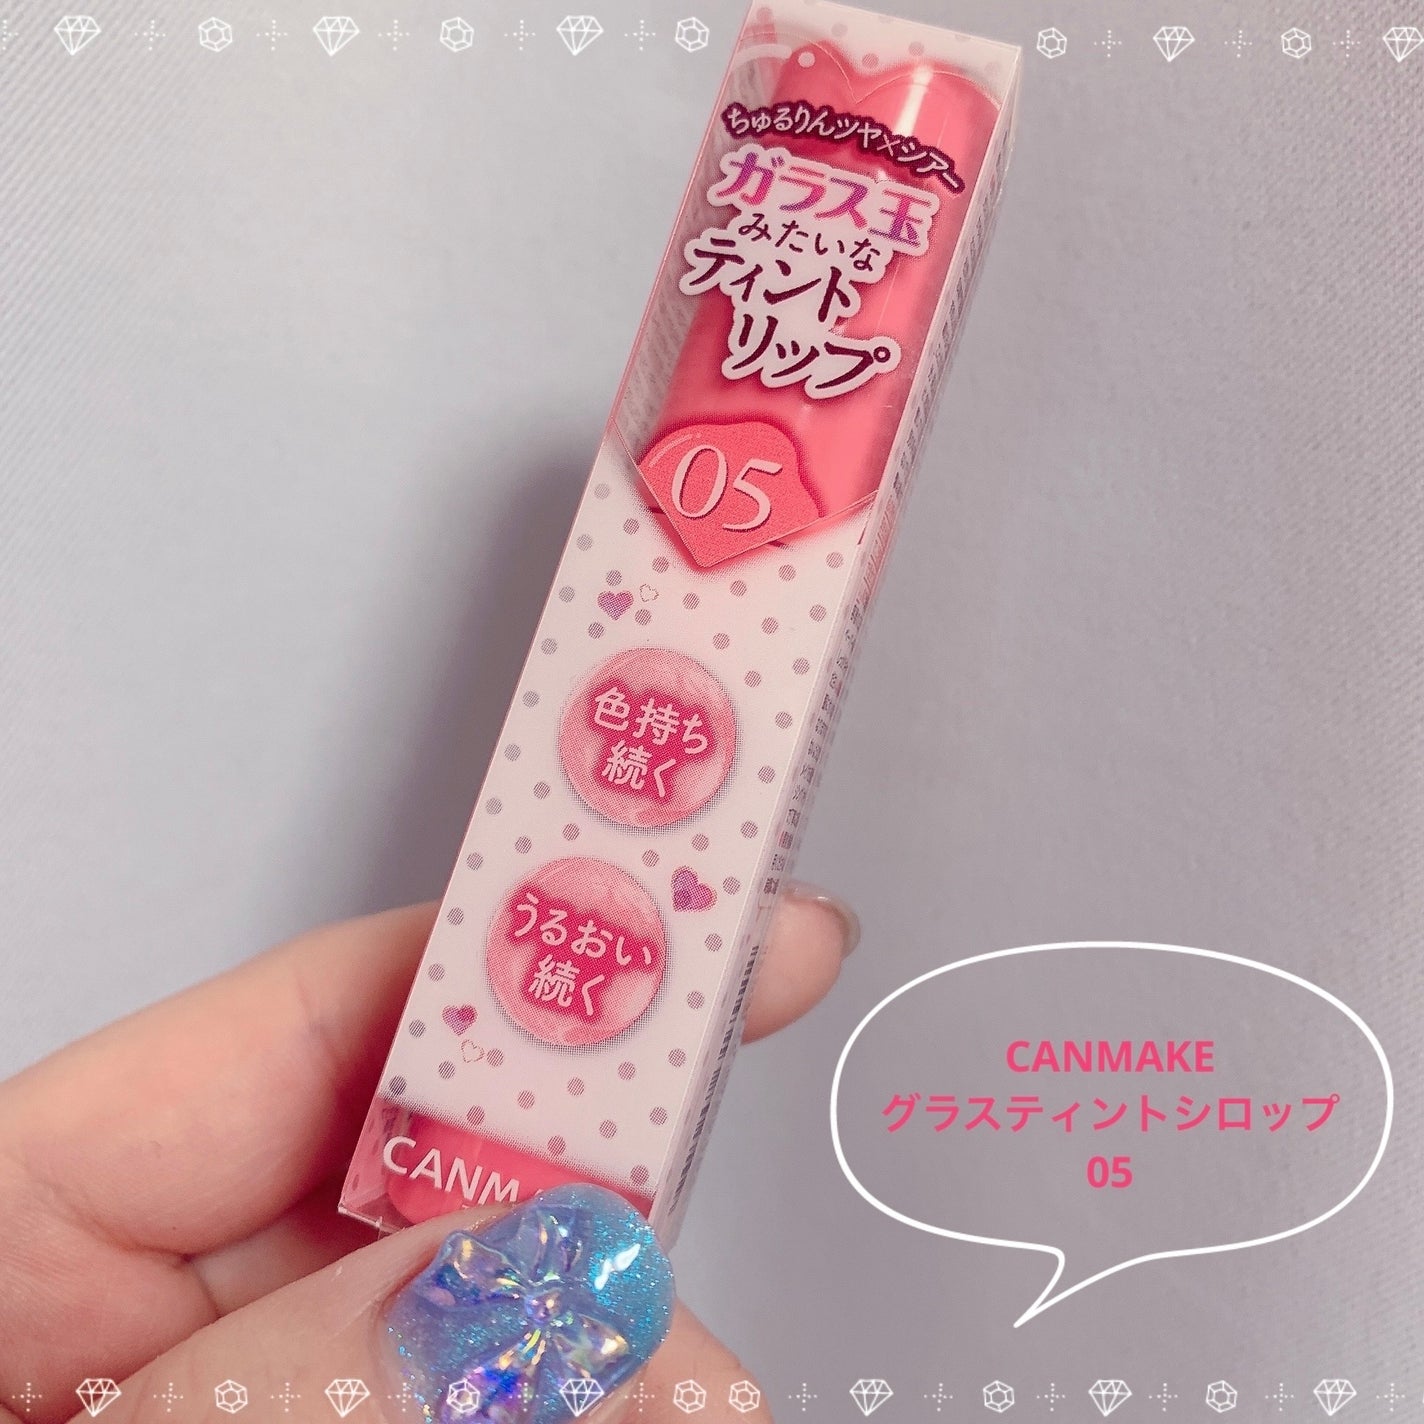 ちゅるりんツヤ×シアー
ガラス玉
みたいな
ティント
リップ
05
色持ち
続く
うるおい
続く
CANM
CANMAKE
グラスティントシロップ
05